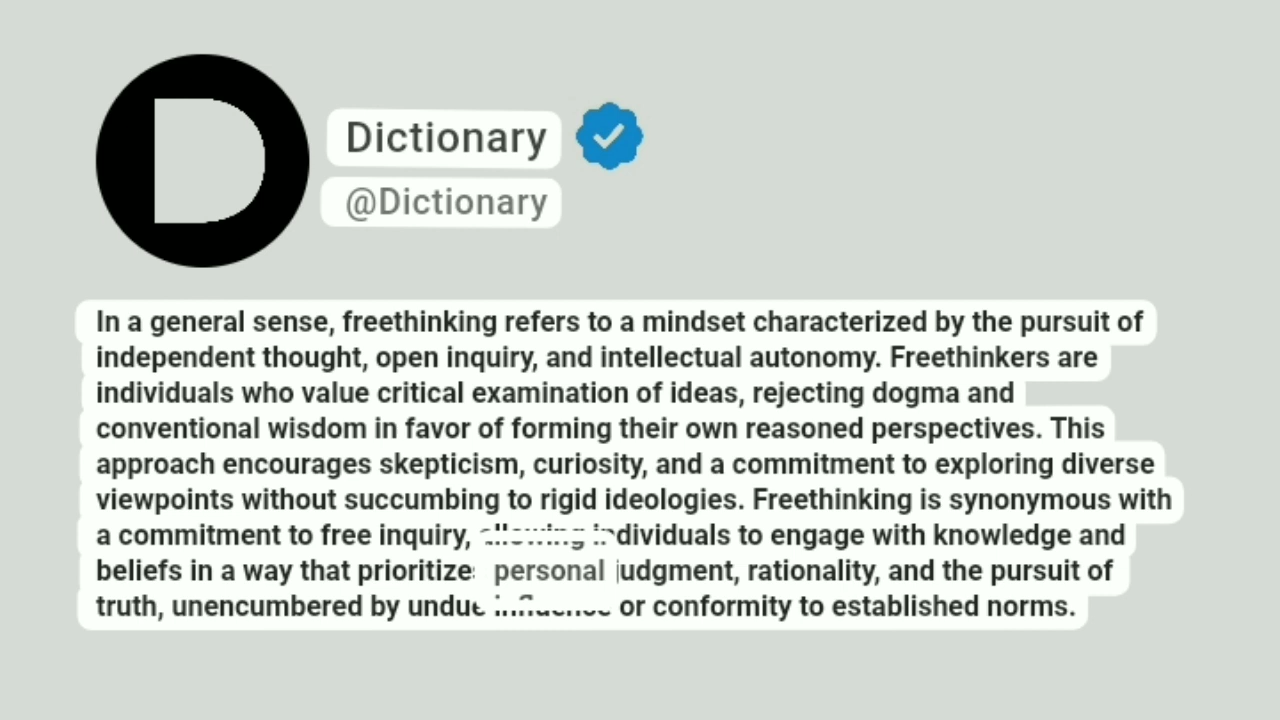 D
Dictionary
@Dictionary
In a general sense, freethinking refers to a mindset characterized by the pursuit of
independent thought, open inquiry, and intellectual autonomy. Freethinkers are
individuals who value critical examination of ideas, rejecting dogma and
conventional wisdom in favor of forming their own reasoned perspectives. This
approach encourages skepticism, curiosity, and a commitment to exploring diverse
viewpoints without succumbing to rigid ideologies. Freethinking is synonymous with
a commitment to free inquiry, allowing individuals to engage with knowledge and
beliefs in a way that prioritizes personal judgment, rationality, and the pursuit of
truth, unencumbered by undue influence or conformity to established norms.